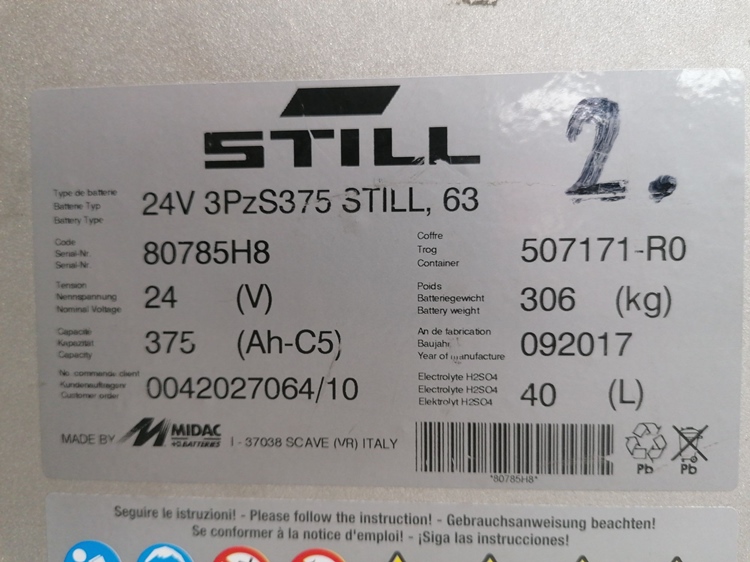 STILL
2.
Type de batterie
Batterie Typ
Battery Type
24V 3PzS375 STILL, 63
Code
Serial-Nr.
Serial-Nr.
80785H8
Coffre
Trog
Container
507171-R0
Tension
Nennspannung
Nominal Voltage
24 (V)
Poids
Batteriegewicht
Battery weight
306 (kg)
Capacité
Kapazität
Capacity
375 (Ah-C5)
An de fabrication
Baujahr
Year of manufacture
092017
No. commande client
Kundenauftragsnr.
Customer order
0042027064/10
Electrolyte H2SO4
Electrolyte H2SO4
Elektrolyt H2SO4
40 (L)
MADE BY MIDAC BATTERIES I - 37038 SCAVE (VR) ITALY
*80785H8*
Pb Pb
Seguire le istruzioni! - Please follow the instruction! - Gebrauchsanweisung beachten!
Se conformer à la notice d'emploi! - ¡Siga las instrucciones!